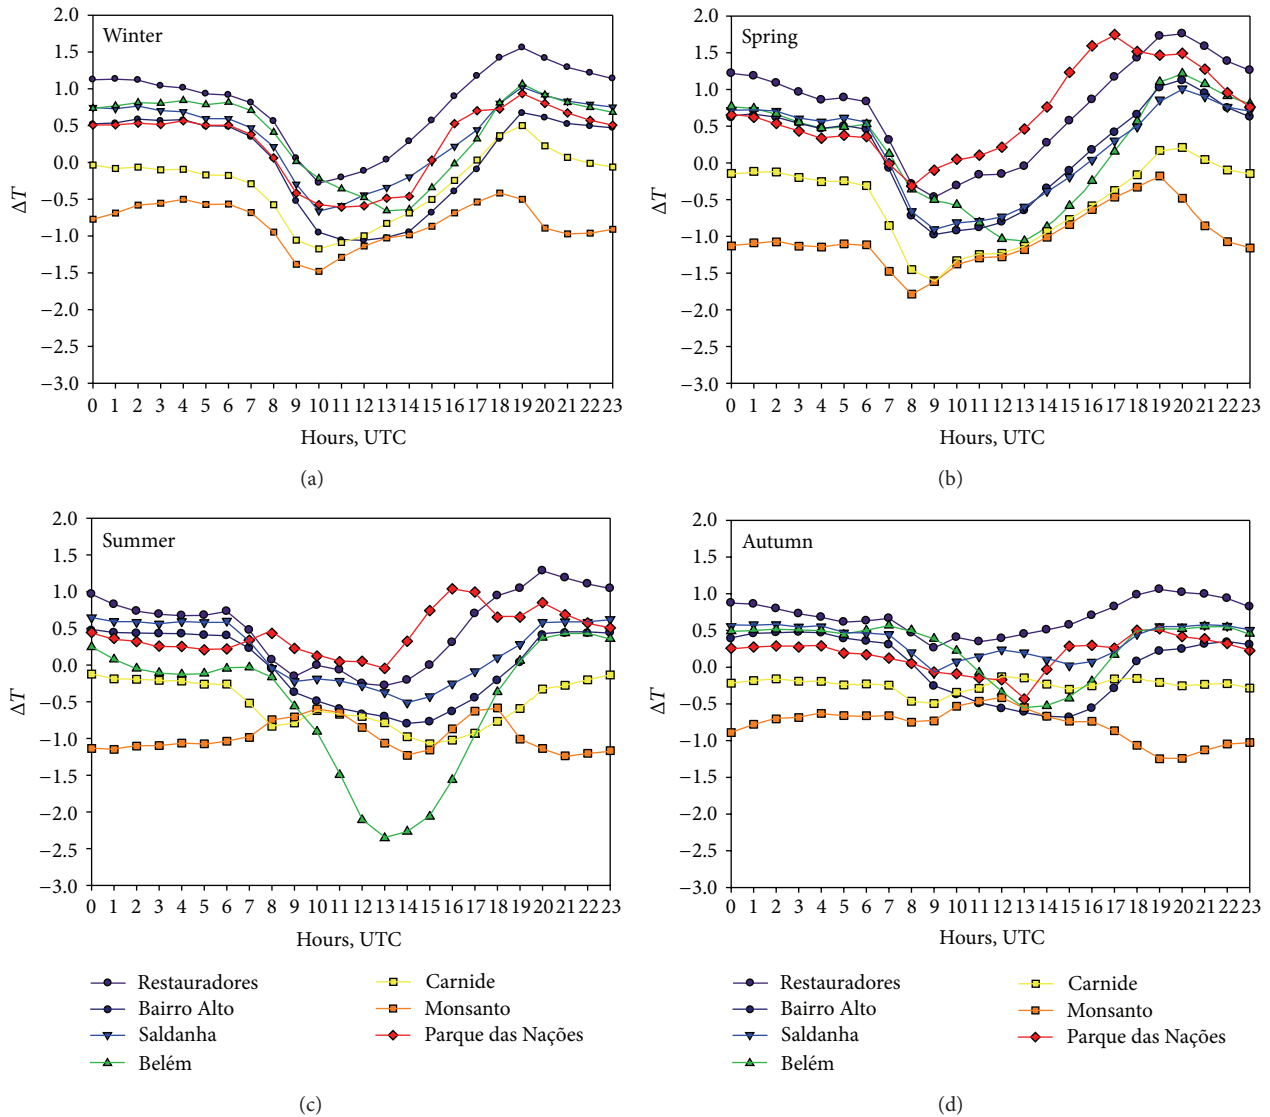 Winter
2.0
1.5
1.0
0.5
0.0
−0.5
−1.0
−1.5
−2.0
−2.5
−3.0
ΔT
0 1 2 3 4 5 6 7 8 9 10 11 12 13 14 15 16 17 18 19 20 21 22 23
Hours, UTC
(a)
Spring
2.0
1.5
1.0
0.5
0.0
−0.5
−1.0
−1.5
−2.0
−2.5
−3.0
ΔT
0 1 2 3 4 5 6 7 8 9 10 11 12 13 14 15 16 17 18 19 20 21 22 23
Hours, UTC
(b)
Summer
2.0
1.5
1.0
0.5
0.0
−0.5
−1.0
−1.5
−2.0
−2.5
−3.0
ΔT
0 1 2 3 4 5 6 7 8 9 10 11 12 13 14 15 16 17 18 19 20 21 22 23
Hours, UTC
Restauradores
Bairro Alto
Saldanha
Belém
Carnide
Monsanto
Parque das Nações
(c)
Autumn
2.0
1.5
1.0
0.5
0.0
−0.5
−1.0
−1.5
−2.0
−2.5
−3.0
ΔT
0 1 2 3 4 5 6 7 8 9 10 11 12 13 14 15 16 17 18 19 20 21 22 23
Hours, UTC
Restauradores
Bairro Alto
Saldanha
Belém
Carnide
Monsanto
Parque das Nações
(d)